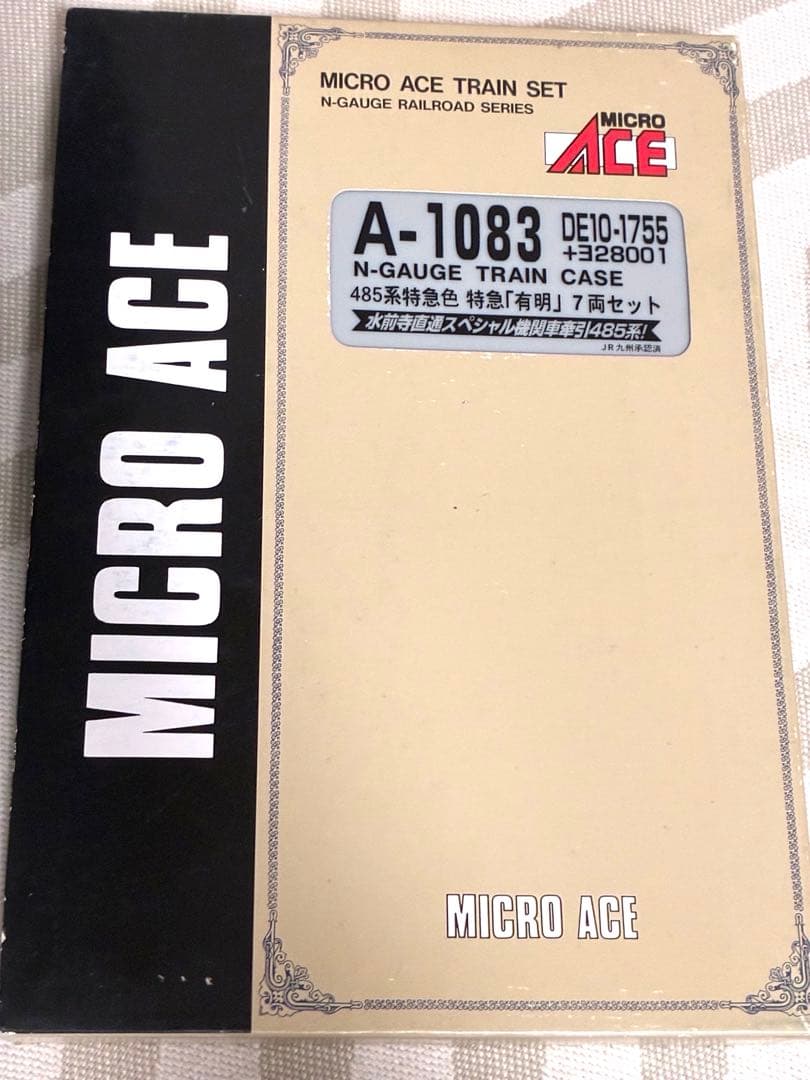 MICRO ACE
MICRO ACE TRAIN SET
N-GAUGE RAILROAD SERIES
MICRO
ACE
A-1083 DE10-1755
+ヨ28001
N-GAUGE TRAIN CASE
485系特急色 特急「有明」7両セット
水前寺直通スペシャル機関車牽引485系!
JR九州承認済
MICRO ACE